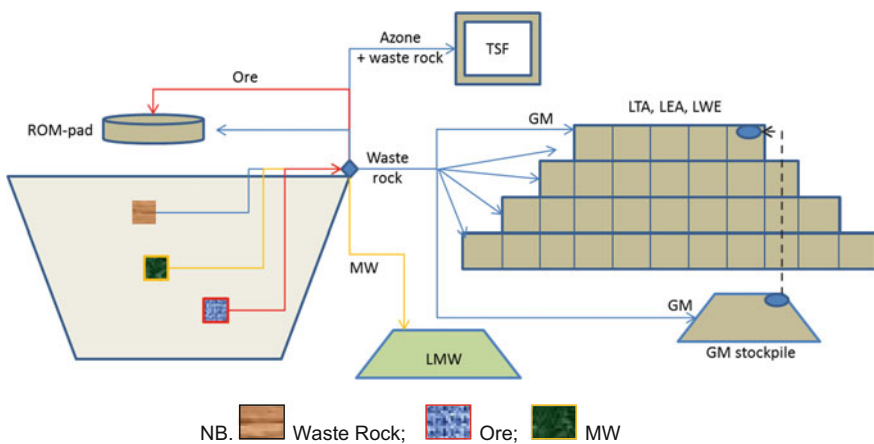 Azone
+ waste rock
TSF
Ore
ROM-pad
LTA, LEA, LWE
GM
Waste
rock
MW
GM
LMW
GM stockpile
NB. Waste Rock; Ore; MW